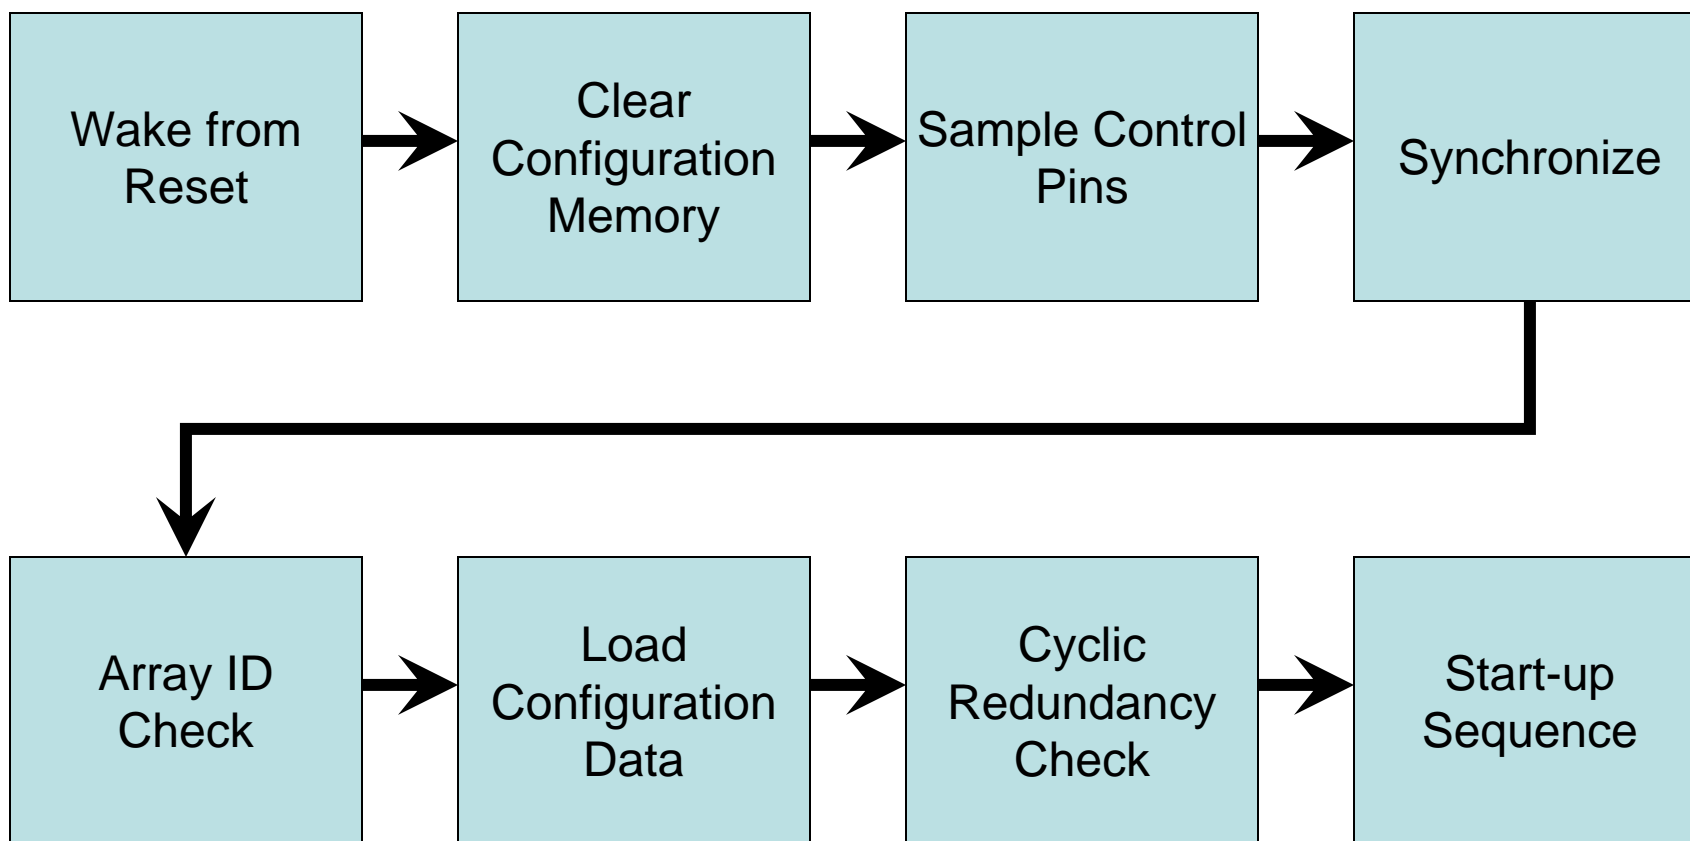 Wake from
Reset
Clear
Configuration
Memory
Sample Control
Pins
Synchronize
Array ID
Check
Load
Configuration
Data
Cyclic
Redundancy
Check
Start-up
Sequence